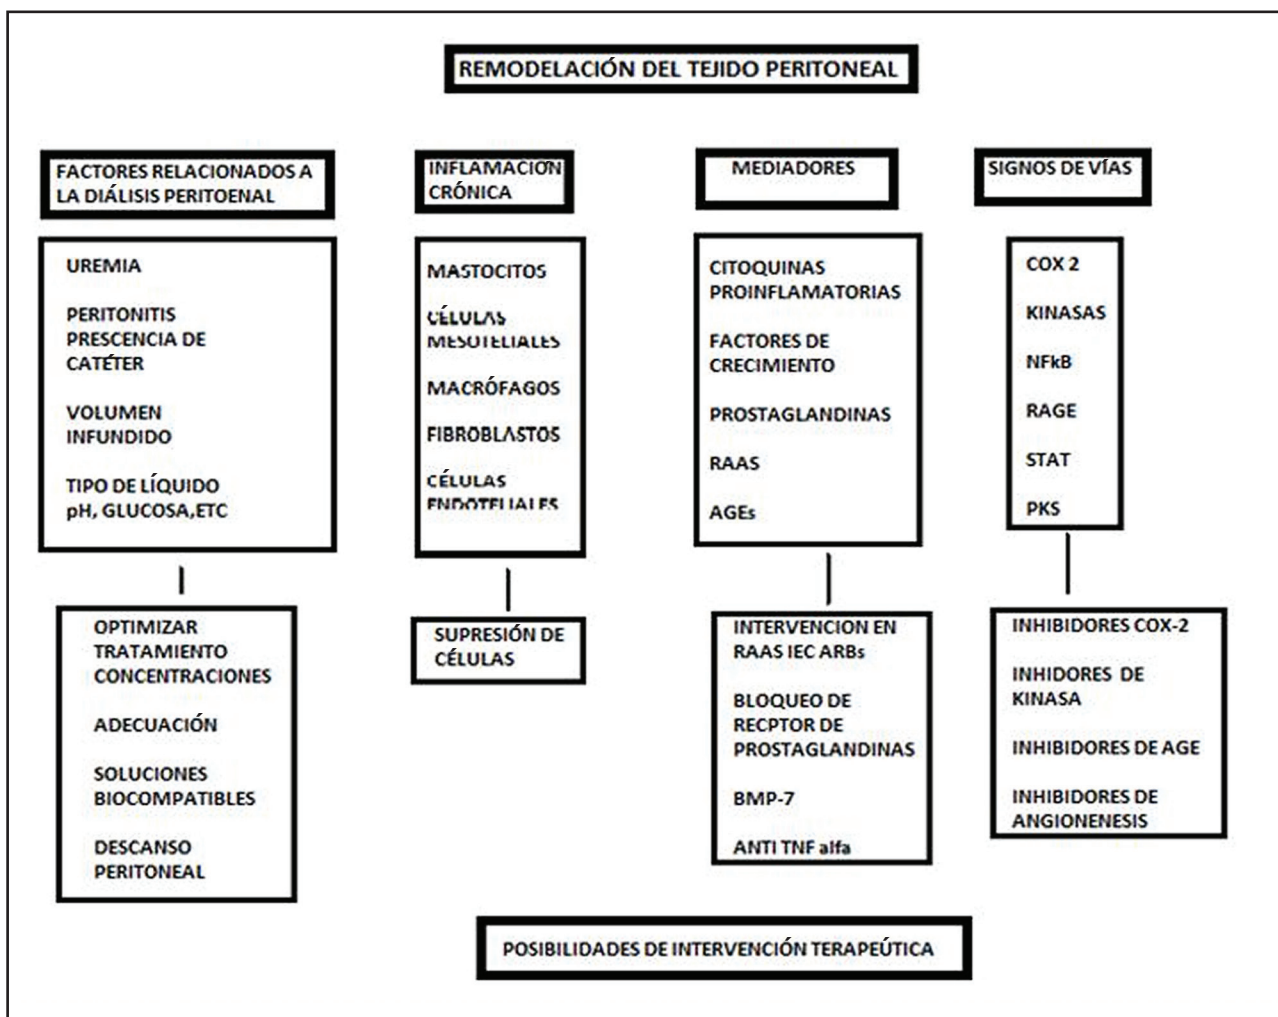 REMODELACIÓN DEL TEJIDO PERITONEAL
FACTORES RELACIONADOS A
LA DIÁLISIS PERITOENAL
UREMIA
PERITONITIS
PRESCENCIA DE
CATÉTER
VOLUMEN
INFUNDIDO
TIPO DE LÍQUIDO
pH, GLUCOSA,ETC
OPTIMIZAR
TRATAMIENTO
CONCENTRACIONES
ADECUACIÓN
SOLUCIONES
BIOCOMPATIBLES
DESCANSO
PERITONEAL
INFLAMACIÓN
CRÓNICA
MASTOCITOS
CÉLULAS
MESOTELIALES
MACRÓFAGOS
FIBROBLASTOS
CÉLULAS
ENDOTELIALES
SUPRESIÓN DE
CÉLULAS
MEDIADORES
CITOQUINAS
PROINFLAMATORIAS
FACTORES DE
CRECIMIENTO
PROSTAGLANDINAS
RAAS
AGEs
INTERVENCION EN
RAAS IEC ARBs
BLOQUEO DE
RECPTOR DE
PROSTAGLANDINAS
BMP-7
ANTI TNF alfa
SIGNOS DE VÍAS
COX 2
KINASAS
NFkB
RAGE
STAT
PKS
INHIBIDORES COX-2
INHIDORES DE
KINASA
INHIBIDORES DE AGE
INHIBIDORES DE
ANGIONENESIS
POSIBILIDADES DE INTERVENCIÓN TERAPEÚTICA